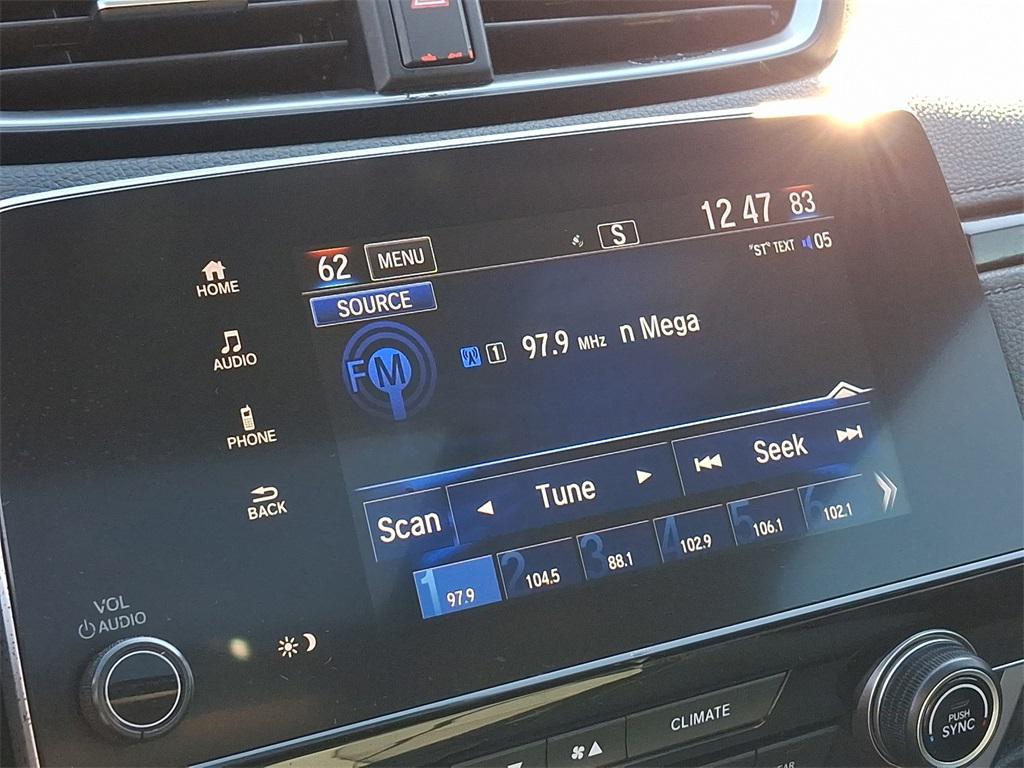 62 MENU S 12 47 83
"ST" TEXT 05
SOURCE
FM 1 97.9 MHz n Mega
Scan Tune Seek
1 97.9 2 104.5 3 88.1 4 102.9 5 106.1 6 102.1
HOME
AUDIO
PHONE
BACK
VOL
AUDIO
CLIMATE
PUSH
SYNC